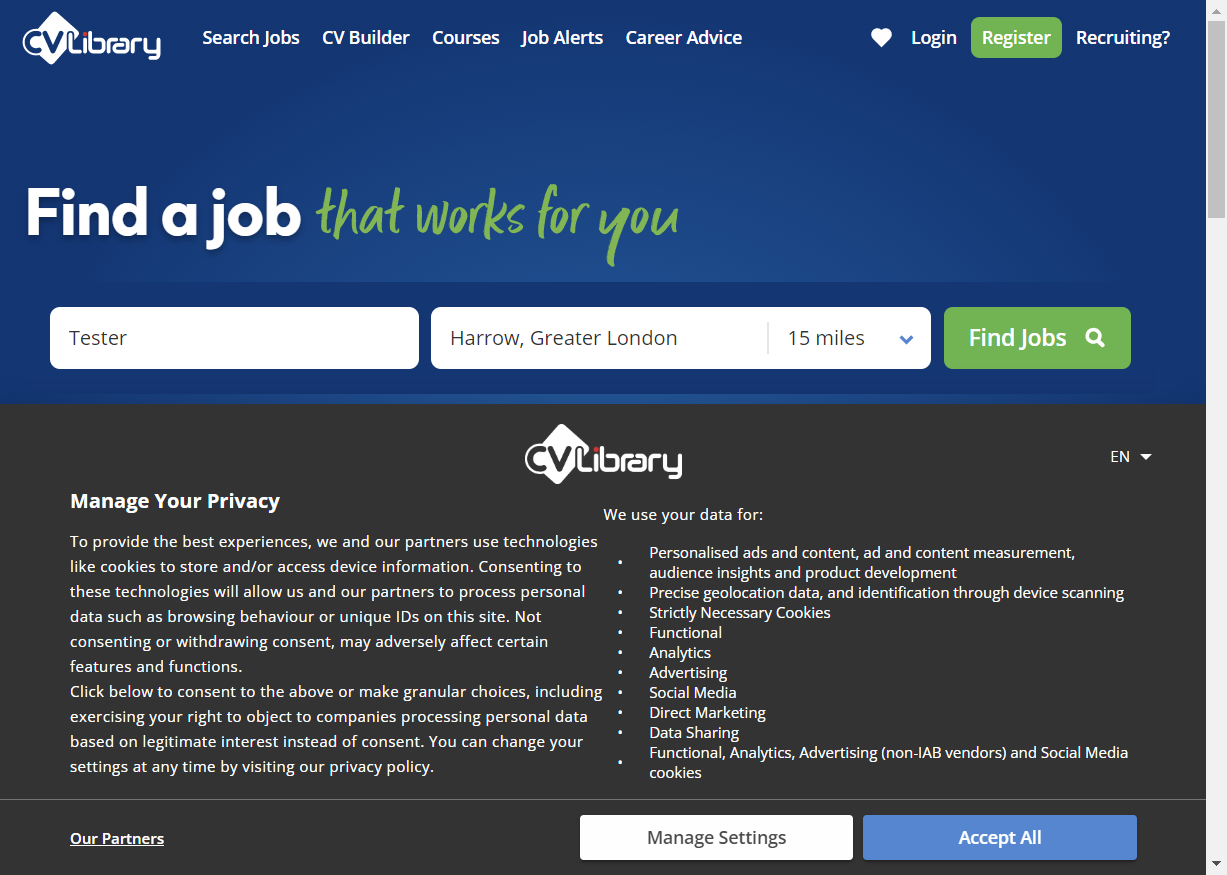 CVLibrary
Search Jobs
CV Builder
Courses
Job Alerts
Career Advice
Login
Register
Recruiting?
Find a job that works for you
Tester
Harrow, Greater London
15 miles
Find Jobs
CVLibrary
EN
Manage Your Privacy
To provide the best experiences, we and our partners use technologies
like cookies to store and/or access device information. Consenting to
these technologies will allow us and our partners to process personal
data such as browsing behaviour or unique IDs on this site. Not
consenting or withdrawing consent, may adversely affect certain
features and functions.
Click below to consent to the above or make granular choices, including
exercising your right to object to companies processing personal data
based on legitimate interest instead of consent. You can change your
settings at any time by visiting our privacy policy.
We use your data for:
• Personalised ads and content, ad and content measurement,
audience insights and product development
• Precise geolocation data, and identification through device scanning
• Strictly Necessary Cookies
• Functional
• Analytics
• Advertising
• Social Media
• Direct Marketing
• Data Sharing
• Functional, Analytics, Advertising (non-IAB vendors) and Social Media
cookies
Our Partners
Manage Settings
Accept All